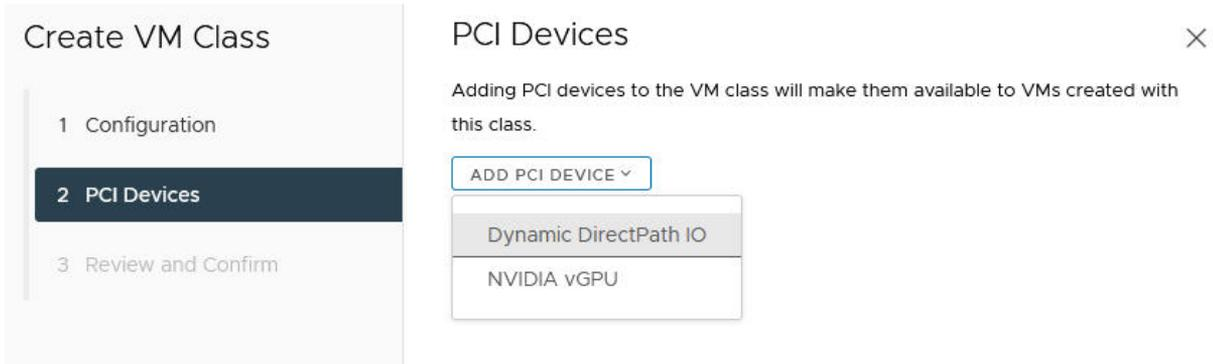 Create VM Class
1 Configuration
2 PCI Devices
3 Review and Confirm
PCI Devices
Adding PCI devices to the VM class will make them available to VMs created with
this class.
ADD PCI DEVICE
Dynamic DirectPath IO
NVIDIA vGPU